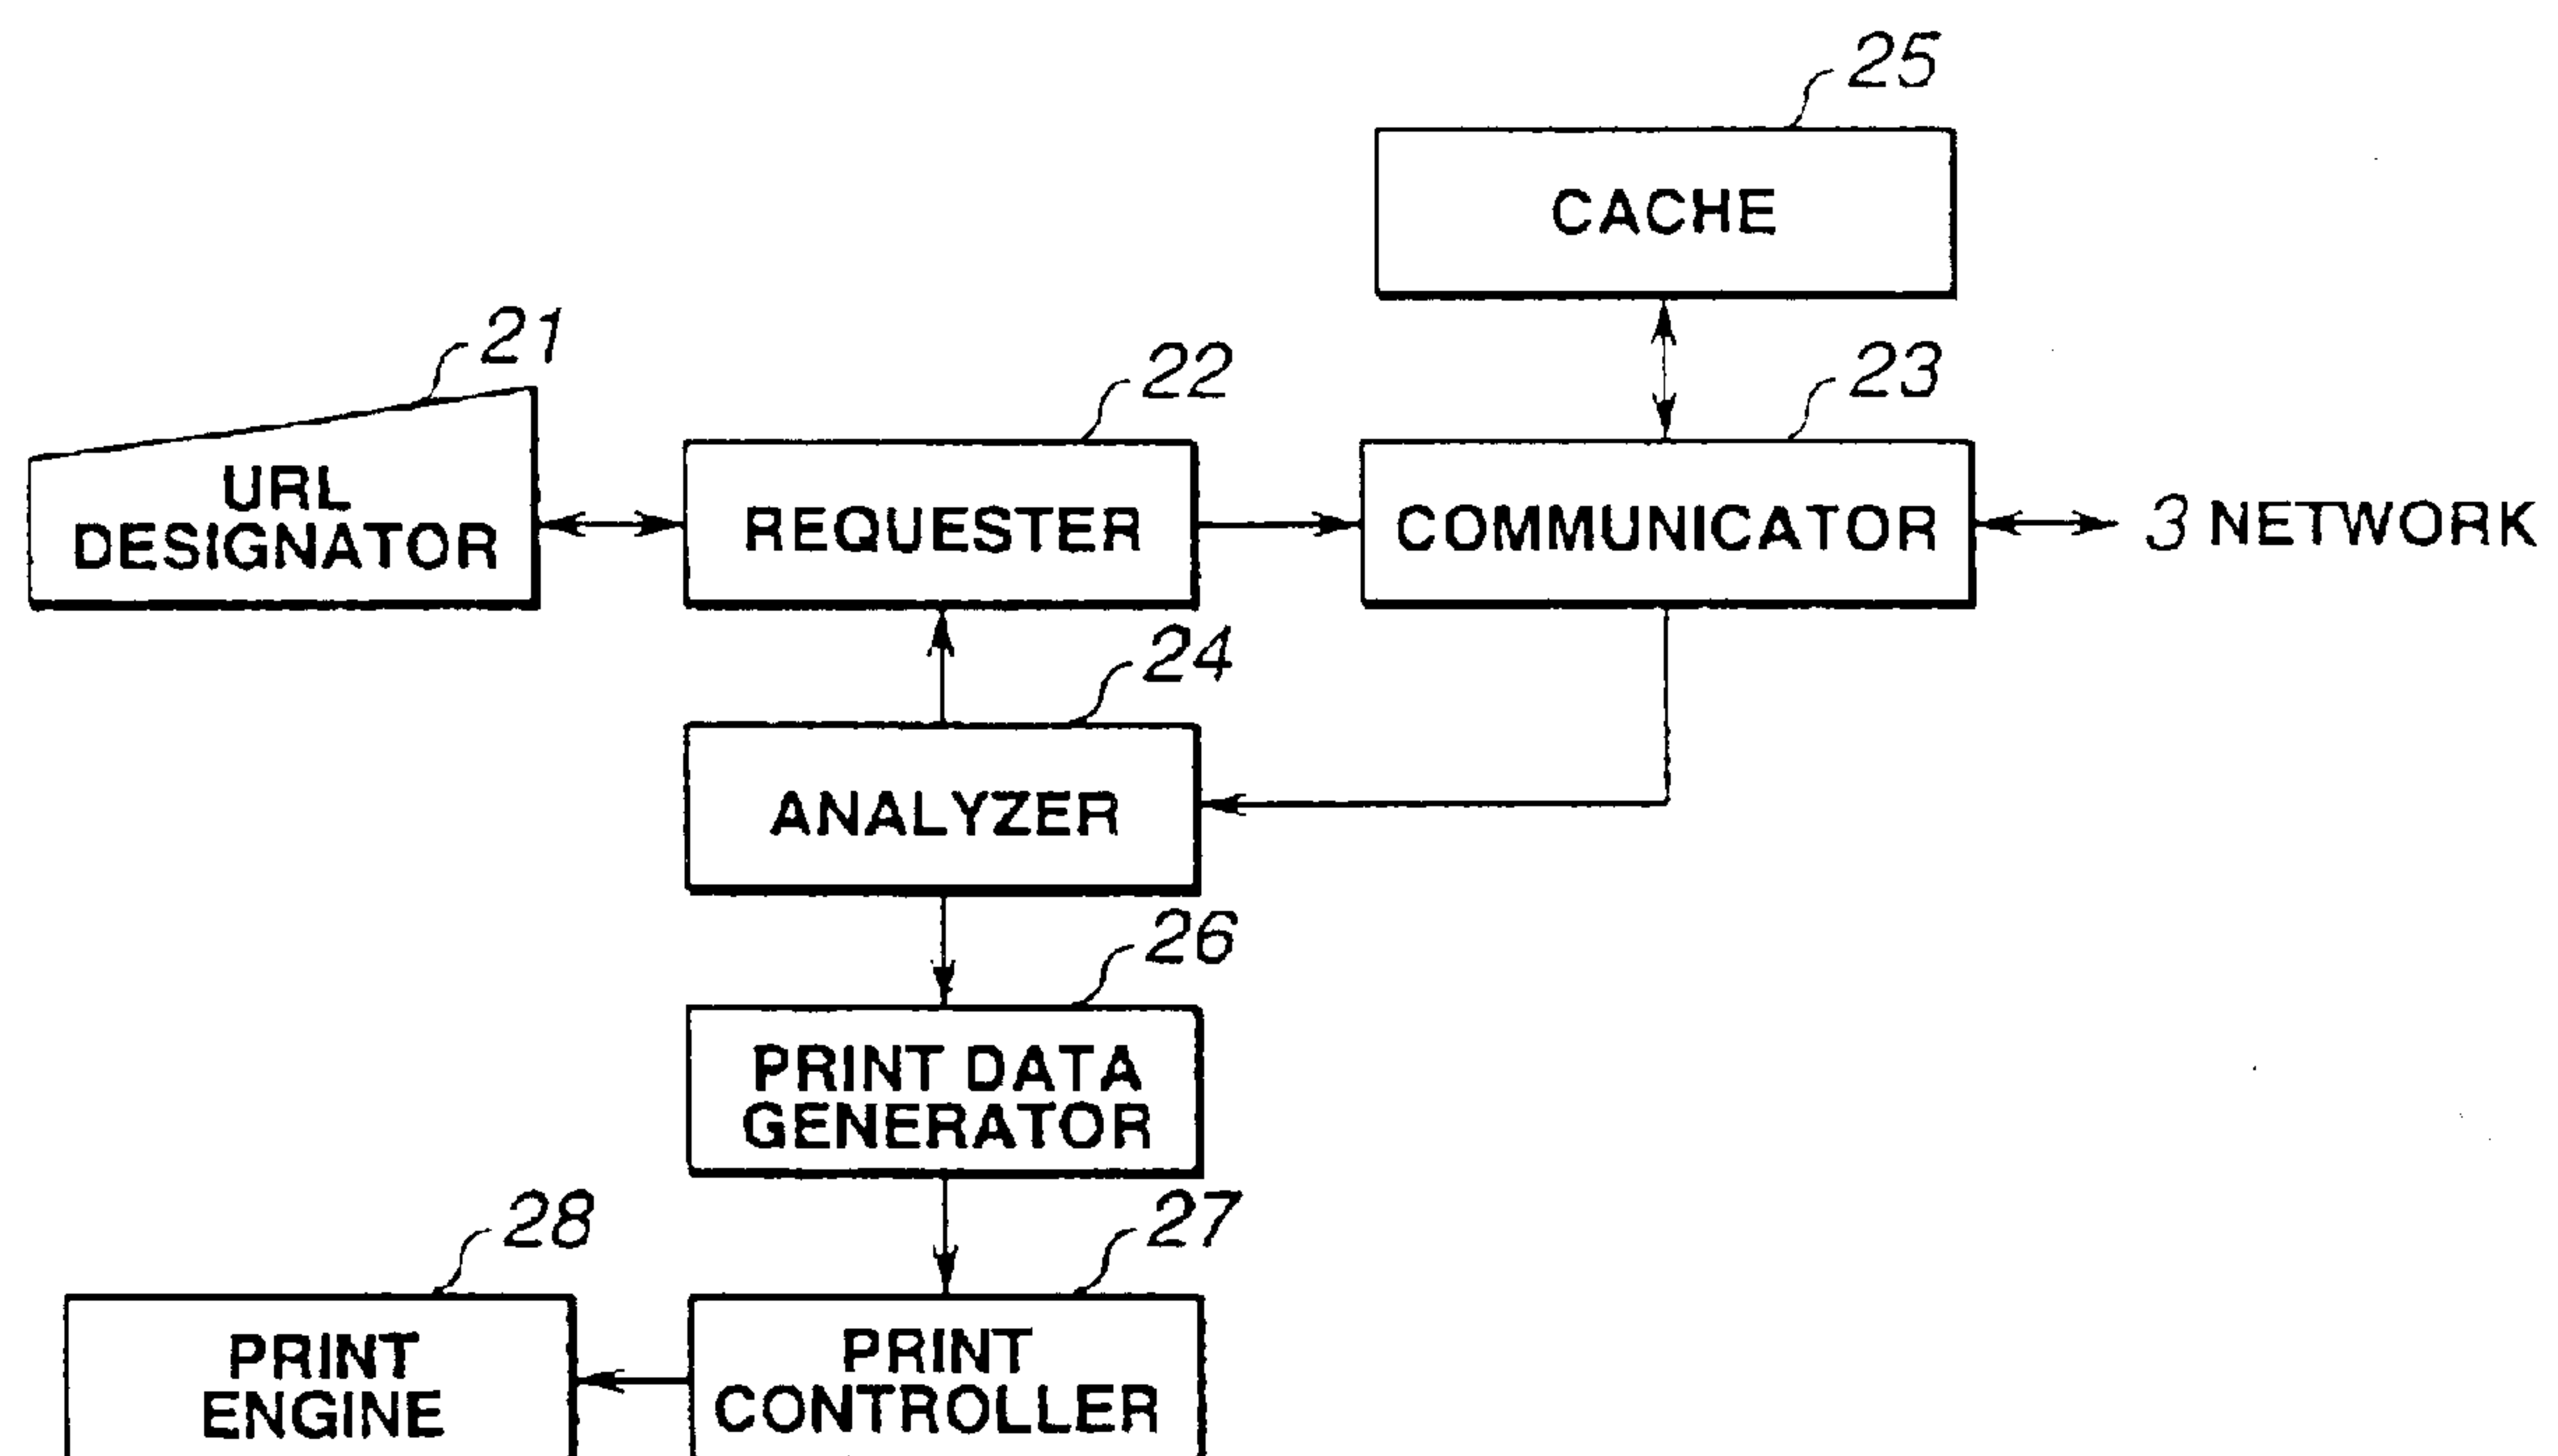 25
CACHE
21
22
23
URL
DESIGNATOR
REQUESTER
COMMUNICATOR
3 NETWORK
24
ANALYZER
26
PRINT DATA
GENERATOR
28
27
PRINT
ENGINE
PRINT
CONTROLLER